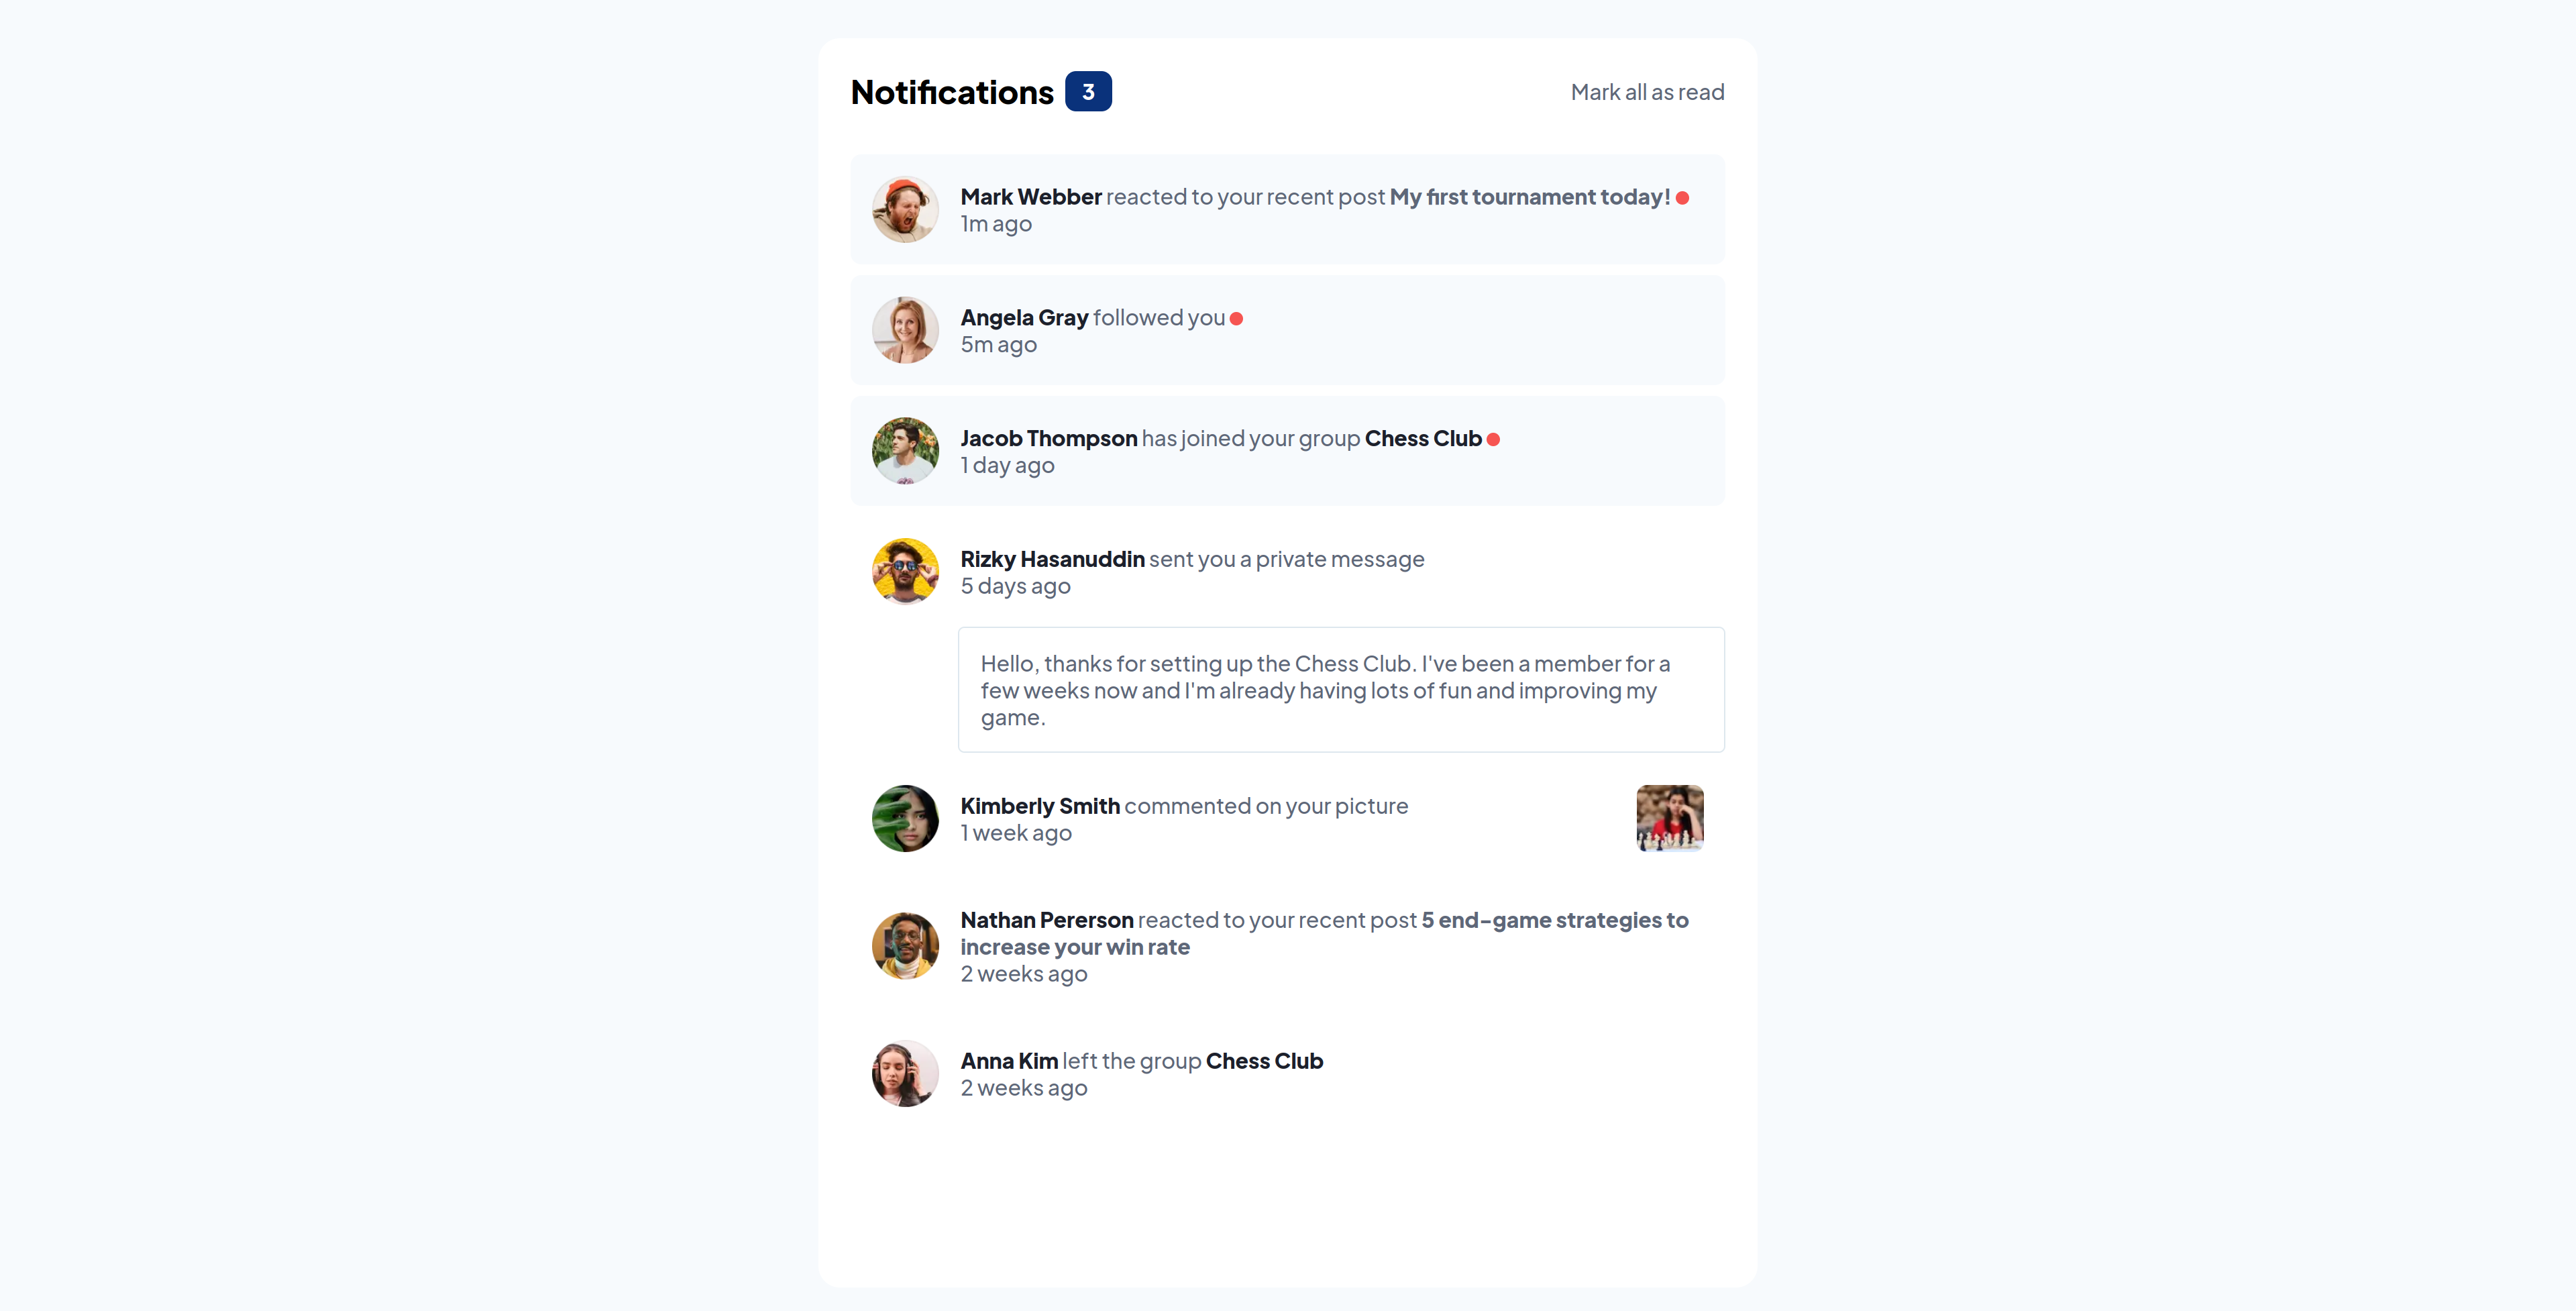 Notifications 3
Mark all as read
Mark Webber reacted to your recent post My first tournament today!
1m ago
Angela Gray followed you
5m ago
Jacob Thompson has joined your group Chess Club
1 day ago
Rizky Hasanuddin sent you a private message
5 days ago
Hello, thanks for setting up the Chess Club. I've been a member for a
few weeks now and I'm already having lots of fun and improving my
game.
Kimberly Smith commented on your picture
1 week ago
Nathan Pererson reacted to your recent post 5 end-game strategies to
increase your win rate
2 weeks ago
Anna Kim left the group Chess Club
2 weeks ago